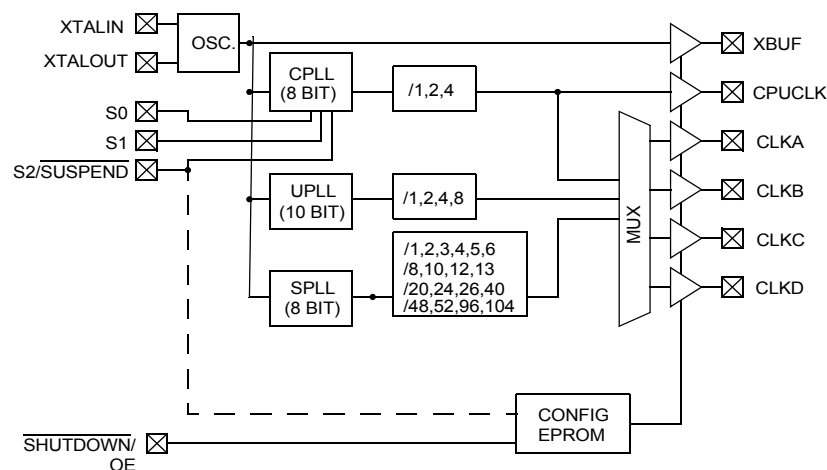 XTALIN
XTALOUT
OSC.
XBUF
CPLL
(8 BIT)
/1,2,4
CPUCLK
S0
S1
S2/SUSPEND
CLKA
CLKB
CLKC
CLKD
MUX
UPLL
(10 BIT)
/1,2,4,8
SPLL
(8 BIT)
/1,2,3,4,5,6
/8,10,12,13
/20,24,26,40
/48,52,96,104
CONFIG
EPROM
SHUTDOWN/
OE